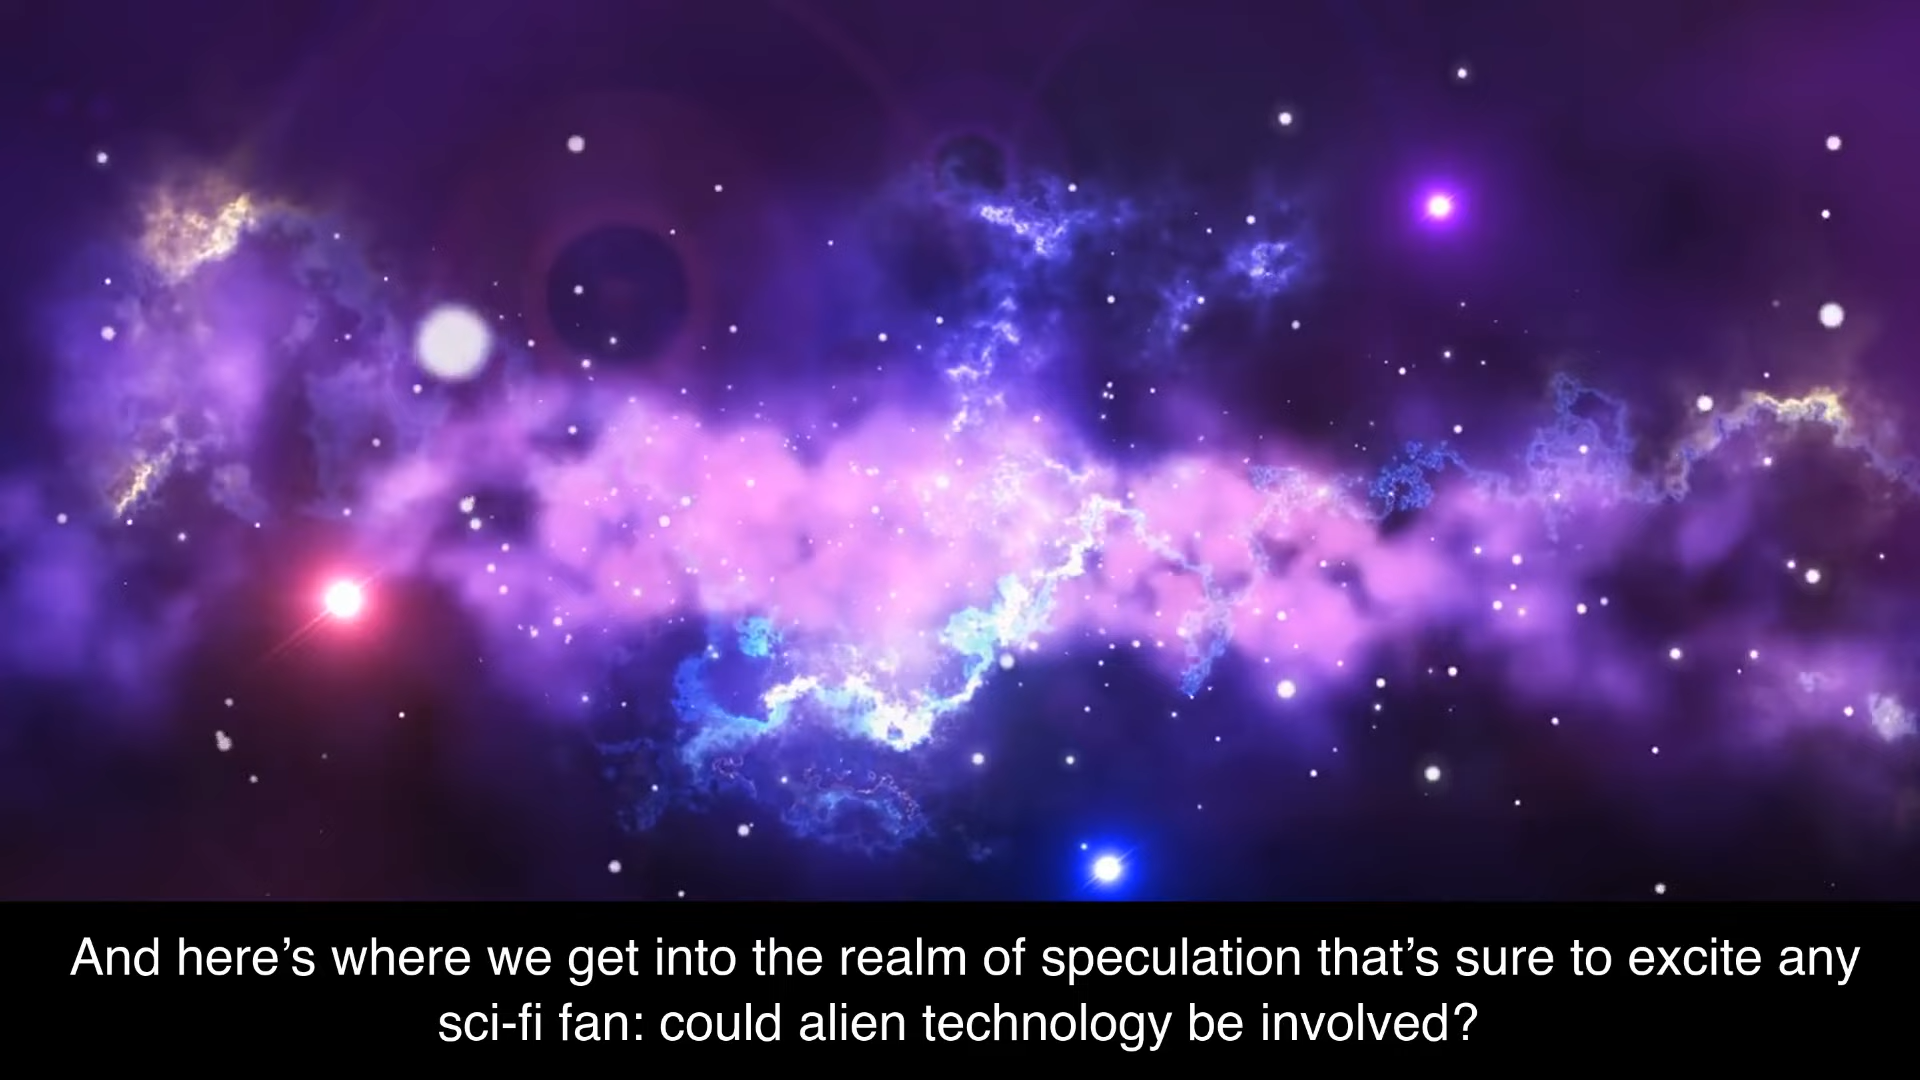 And here’s where we get into the realm of speculation that’s sure to excite any
sci-fi fan: could alien technology be involved?